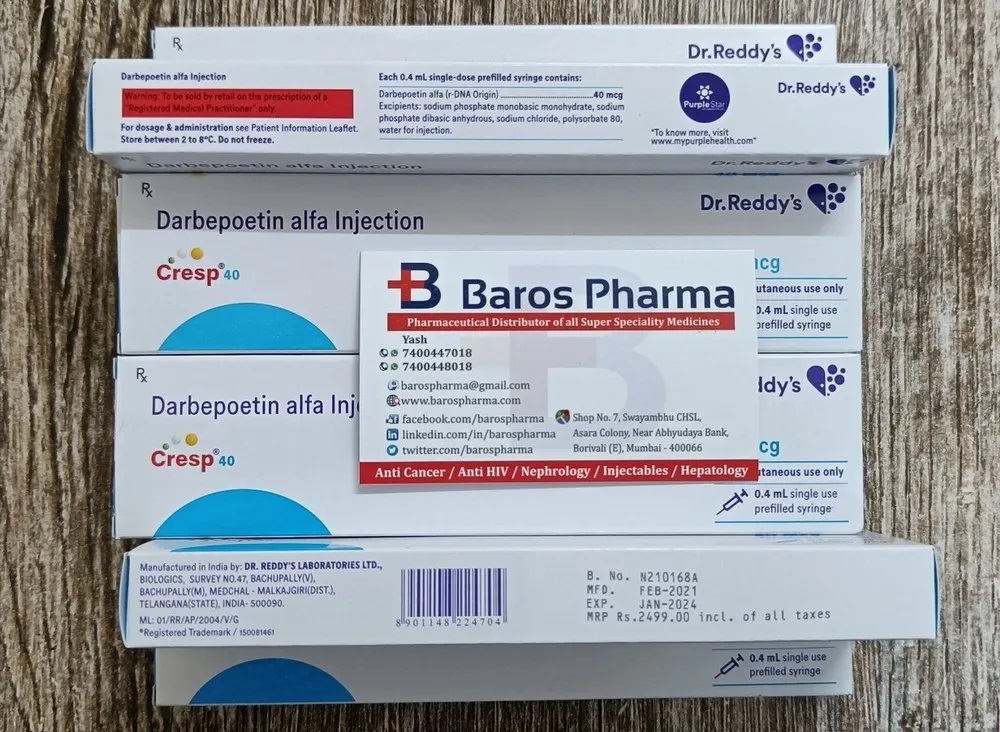 Rx
Dr.Reddy's
Darbepoetin alfa Injection
Warning: To be sold by retail on the prescription of a
"Registered Medical Practitioner" only.
For dosage & administration see Patient Information Leaflet.
Store between 2 to 8°C. Do not freeze.
Each 0.4 mL single-dose prefilled syringe contains:
Darbepoetin alfa (r-DNA Origin) ................ 40 mcg
Excipients: sodium phosphate monobasic monohydrate, sodium
phosphate dibasic anhydrous, sodium chloride, polysorbate 80,
water for injection.
Purple Star
"To know more, visit
www.mypurplehealth.com"
Dr.Reddy's
Darbepoetin alfa Injection
Dr.Reddy's
Rx
Darbepoetin alfa Injection
Dr.Reddy's
Cresp® 40
mcg
utaneous use only
0.4 mL single use
prefilled syringe
B Baros Pharma
Pharmaceutical Distributor of all Super Speciality Medicines
Yash
7400447018
7400448018
barospharma@gmail.com
www.barospharma.com
facebook.com/barospharma
linkedin.com/in/barospharma
twitter.com/barospharma
Shop No. 7, Swayambhu CHSL,
Asara Colony, Near Abhyudaya Bank,
Borivali (E), Mumbai - 400066
Anti Cancer / Anti HIV / Nephrology / Injectables / Hepatology
Rx
Darbepoetin alfa Inj
ddy's
Cresp® 40
cg
utaneous use only
0.4 mL single use
prefilled syringe
Manufactured in India by: DR. REDDY'S LABORATORIES LTD.,
BIOLOGICS, SURVEY NO.47, BACHUPALLY(V),
BACHUPALLY(M), MEDCHAL - MALKAJGIRI(DIST.),
TELANGANA(STATE), INDIA- 500090.
ML: 01/RR/AP/2004/V/G
*Registered Trademark / 150081461
8 901148 224704
B. No. N210168A
MFD. FEB-2021
EXP. JAN-2024
MRP Rs.2499.00 incl. of all taxes
0.4 mL single use
prefilled syringe